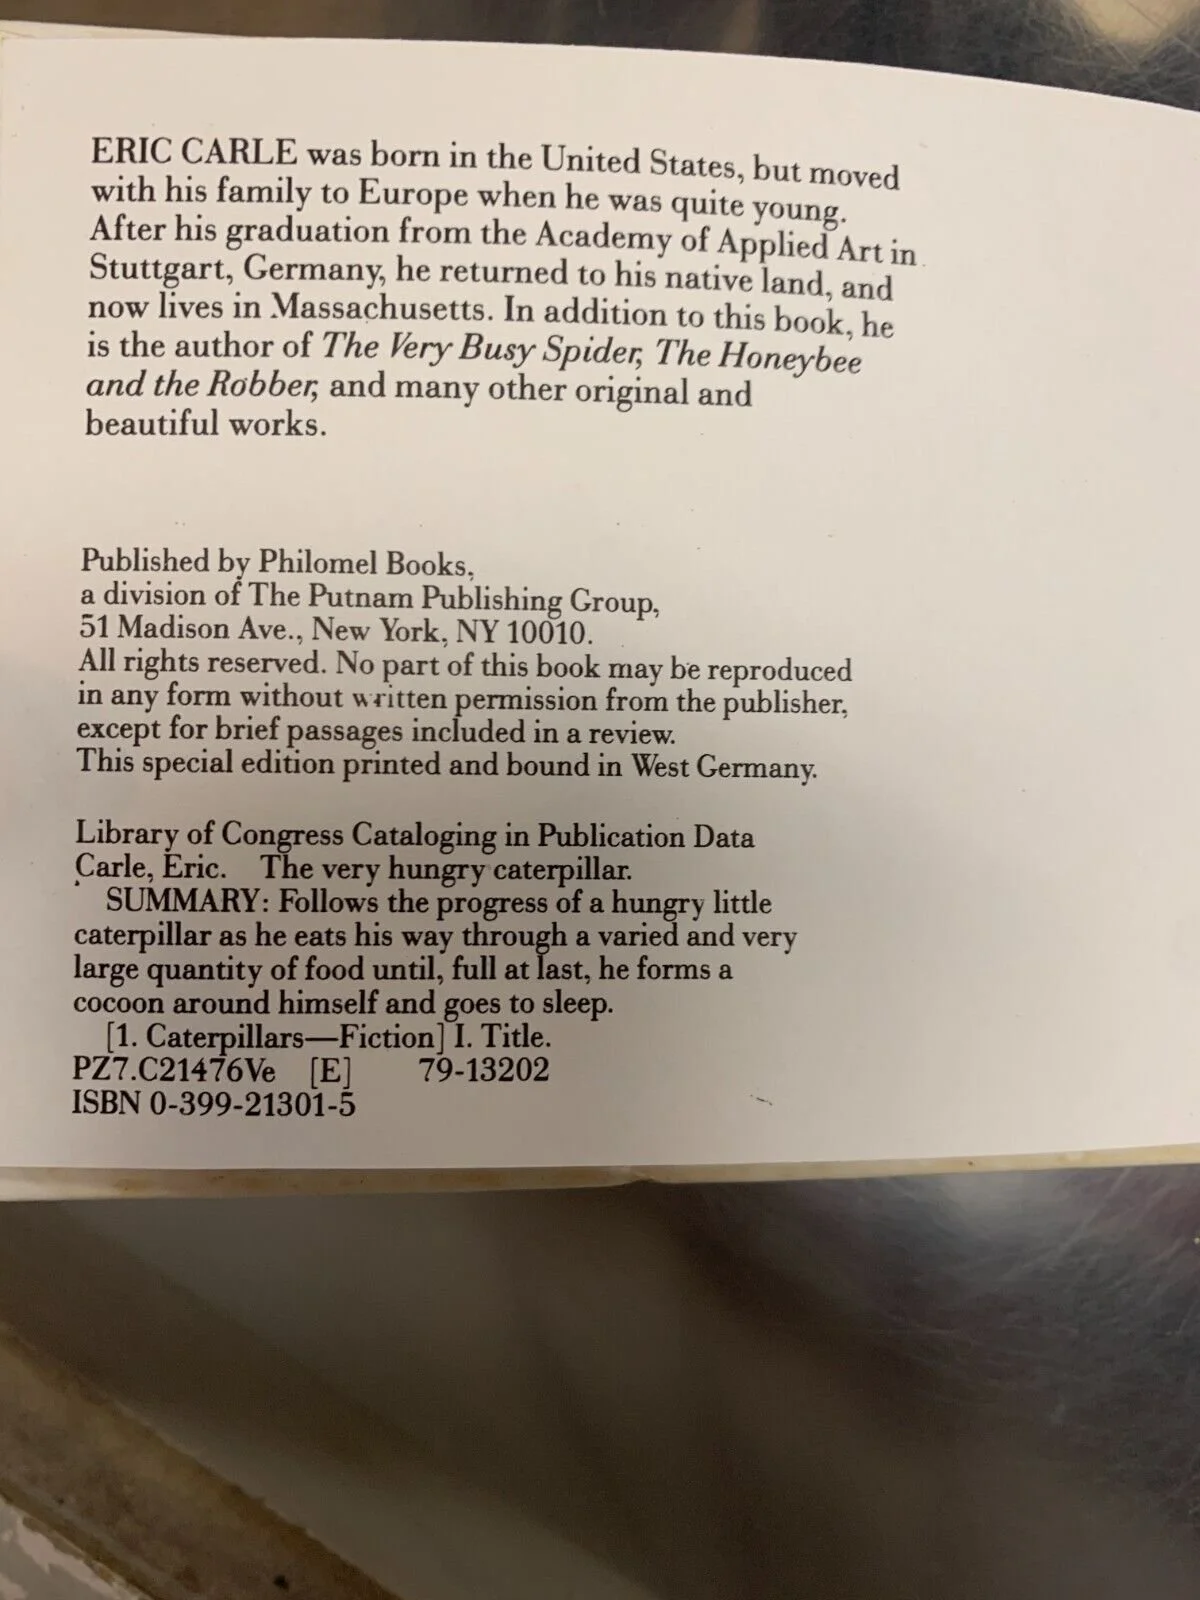 ERIC CARLE was born in the United States, but moved
with his family to Europe when he was quite young.
After his graduation from the Academy of Applied Art in
Stuttgart, Germany, he returned to his native land, and
now lives in Massachusetts. In addition to this book, he
is the author of The Very Busy Spider, The Honeybee
and the Robber, and many other original and
beautiful works.
Published by Philomel Books,
a division of The Putnam Publishing Group,
51 Madison Ave., New York, NY 10010.
All rights reserved. No part of this book may be reproduced
in any form without written permission from the publisher,
except for brief passages included in a review.
This special edition printed and bound in West Germany.
Library of Congress Cataloging in Publication Data
Carle, Eric. The very hungry caterpillar.
SUMMARY: Follows the progress of a hungry little
caterpillar as he eats his way through a varied and very
large quantity of food until, full at last, he forms a
cocoon around himself and goes to sleep.
[1. Caterpillars—Fiction] I. Title.
PZ7.C21476Ve [E] 79-13202
ISBN 0-399-21301-5